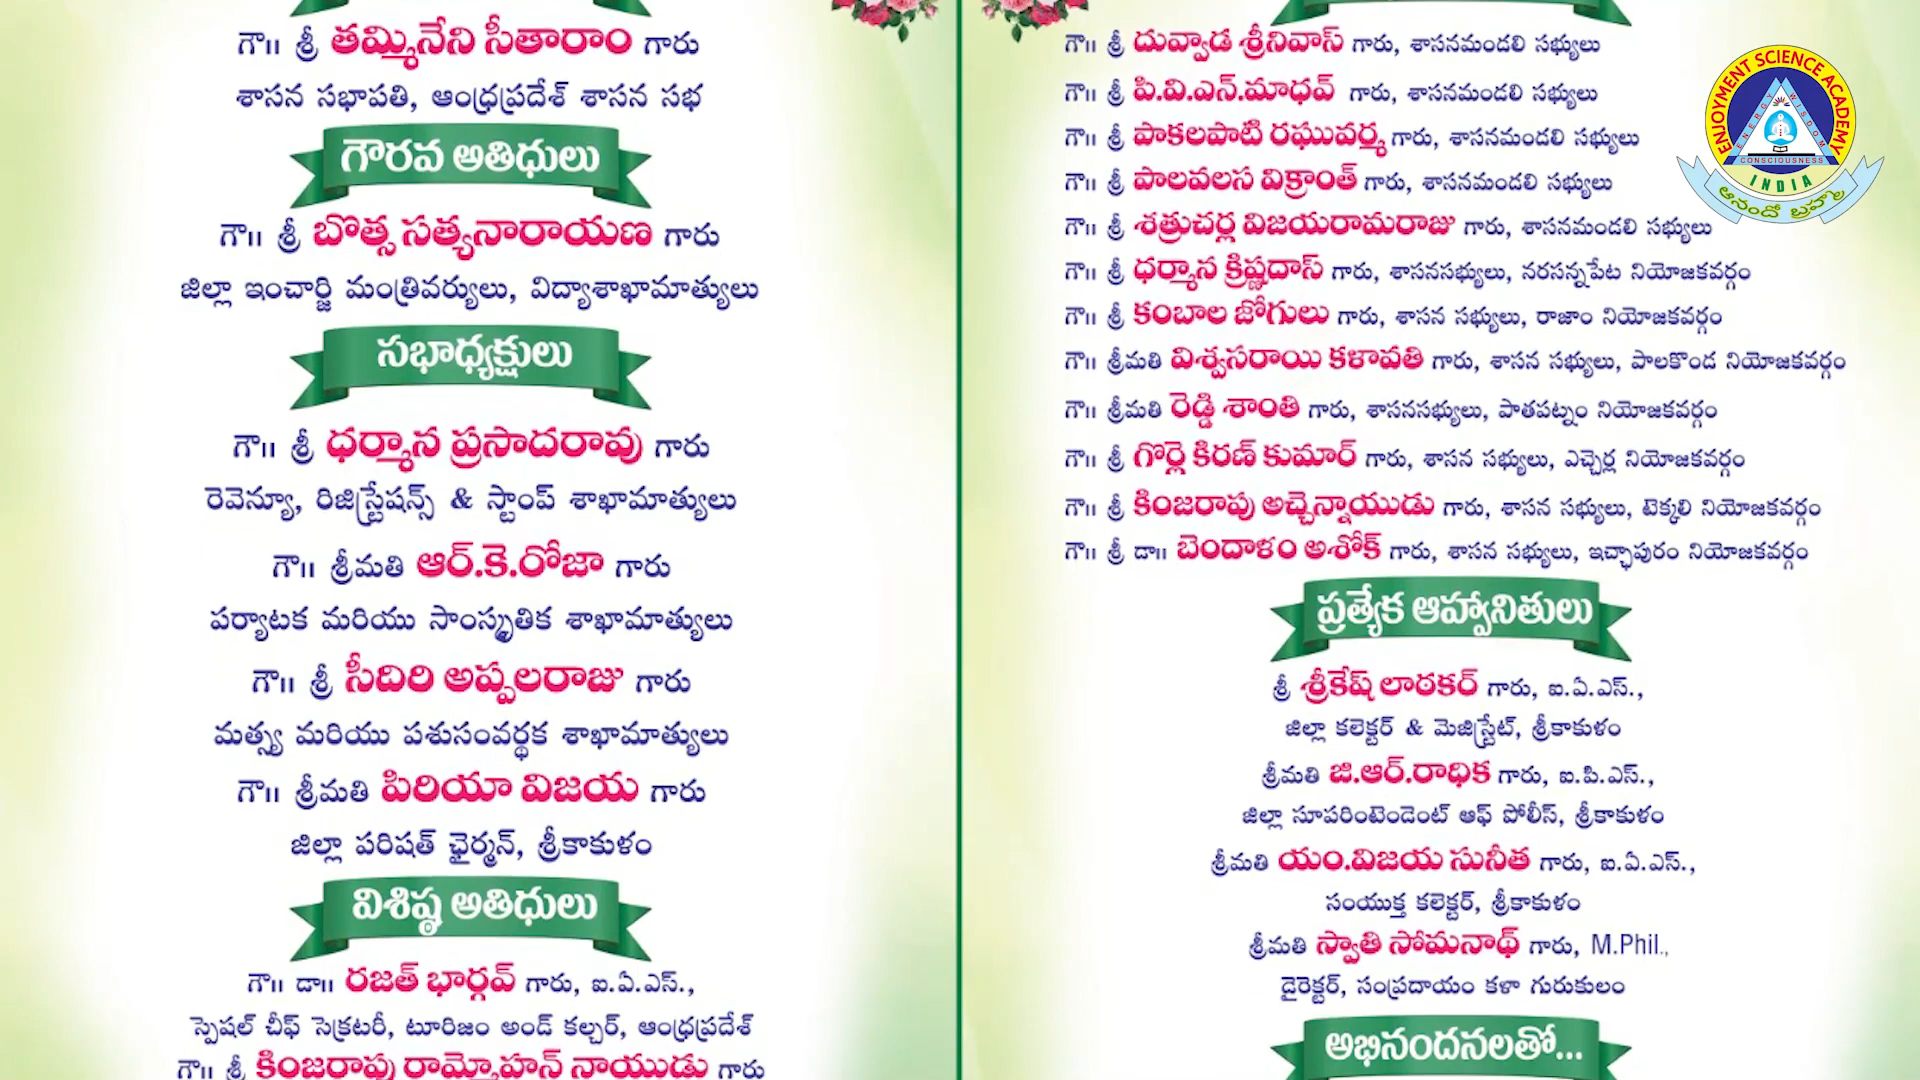 గౌ॥ శ్రీ తమ్మినేని సీతారాం గారు
శాసన సభాపతి, ఆంధ్రప్రదేశ్ శాసన సభ
గౌరవ అతిధులు
గౌ॥ శ్రీ బొత్స సత్యనారాయణ గారు
జిల్లా ఇంచార్జి మంత్రివర్యులు, విద్యాశాఖామాత్యులు
సభాధ్యక్షులు
గౌ॥ శ్రీ ధర్మాన ప్రసాదరావు గారు
రెవెన్యూ, రిజిస్ట్రేషన్స్ & స్టాంప్ శాఖామాత్యులు
గౌ॥ శ్రీమతి ఆర్.కె.రోజా గారు
పర్యాటక మరియు సాంస్కృతిక శాఖామాత్యులు
గౌ॥ శ్రీ సీదిరి అప్పలరాజు గారు
మత్స్య మరియు పశుసంవర్థక శాఖామాత్యులు
గౌ॥ శ్రీమతి పిరియా విజయ గారు
జిల్లా పరిషత్ ఛైర్మన్, శ్రీకాకుళం
విశిష్ఠ అతిధులు
గౌ॥ డా॥ రజత్ భార్గవ్ గారు, ఐ.ఏ.ఎస్.,
స్పెషల్ చీఫ్ సెక్రటరీ, టూరిజం అండ్ కల్చర్, ఆంధ్రప్రదేశ్
గౌ॥ శ్రీ కింజరాపు రామ్మోహన్ నాయుడు గారు
గౌ॥ శ్రీ దువ్వాడ శ్రీనివాస్ గారు, శాసనమండలి సభ్యులు
గౌ॥ శ్రీ పి.వి.ఎన్.మాధవ్ గారు, శాసనమండలి సభ్యులు
గౌ॥ శ్రీ పాకలపాటి రఘువర్మ గారు, శాసనమండలి సభ్యులు
గౌ॥ శ్రీ పాలవలస విక్రాంత్ గారు, శాసనమండలి సభ్యులు
గౌ॥ శ్రీ శత్రుచర్ల విజయరామరాజు గారు, శాసనమండలి సభ్యులు
గౌ॥ శ్రీ ధర్మాన క్రిష్ణదాస్ గారు, శాసనసభ్యులు, నరసన్నపేట నియోజకవర్గం
గౌ॥ శ్రీ కంబాల జోగులు గారు, శాసన సభ్యులు, రాజాం నియోజకవర్గం
గౌ॥ శ్రీమతి విశ్వసరాయి కళావతి గారు, శాసన సభ్యులు, పాలకొండ నియోజకవర్గం
గౌ॥ శ్రీమతి రెడ్డి శాంతి గారు, శాసనసభ్యులు, పాతపట్నం నియోజకవర్గం
గౌ॥ శ్రీ గొర్లె కిరణ్ కుమార్ గారు, శాసన సభ్యులు, ఎచ్చెర్ల నియోజకవర్గం
గౌ॥ శ్రీ కింజరాపు అచ్చెన్నాయుడు గారు, శాసన సభ్యులు, టెక్కలి నియోజకవర్గం
గౌ॥ శ్రీ డా॥ బెందాళం అశోక్ గారు, శాసన సభ్యులు, ఇచ్ఛాపురం నియోజకవర్గం
ప్రత్యేక ఆహ్వానితులు
శ్రీ శ్రీకేష్ లాఠకర్ గారు, ఐ.ఏ.ఎస్.,
జిల్లా కలెక్టర్ & మెజిస్ట్రేట్, శ్రీకాకుళం
శ్రీమతి జి.ఆర్.రాధిక గారు, ఐ.పి.ఎస్.,
జిల్లా సూపరింటెండెంట్ ఆఫ్ పోలీస్, శ్రీకాకుళం
శ్రీమతి యం.విజయ సునీత గారు, ఐ.ఏ.ఎస్.,
సంయుక్త కలెక్టర్, శ్రీకాకుళం
శ్రీమతి స్వాతి సోమనాథ్ గారు, M.Phil.,
డైరెక్టర్, సంప్రదాయం కళా గురుకులం
అభినందనలతో...
ENJOYMENT SCIENCE ACADEMY
ENERGY WISDOM
CONSCIOUSNESS
INDIA
ఆనందో బ్రహ్మ